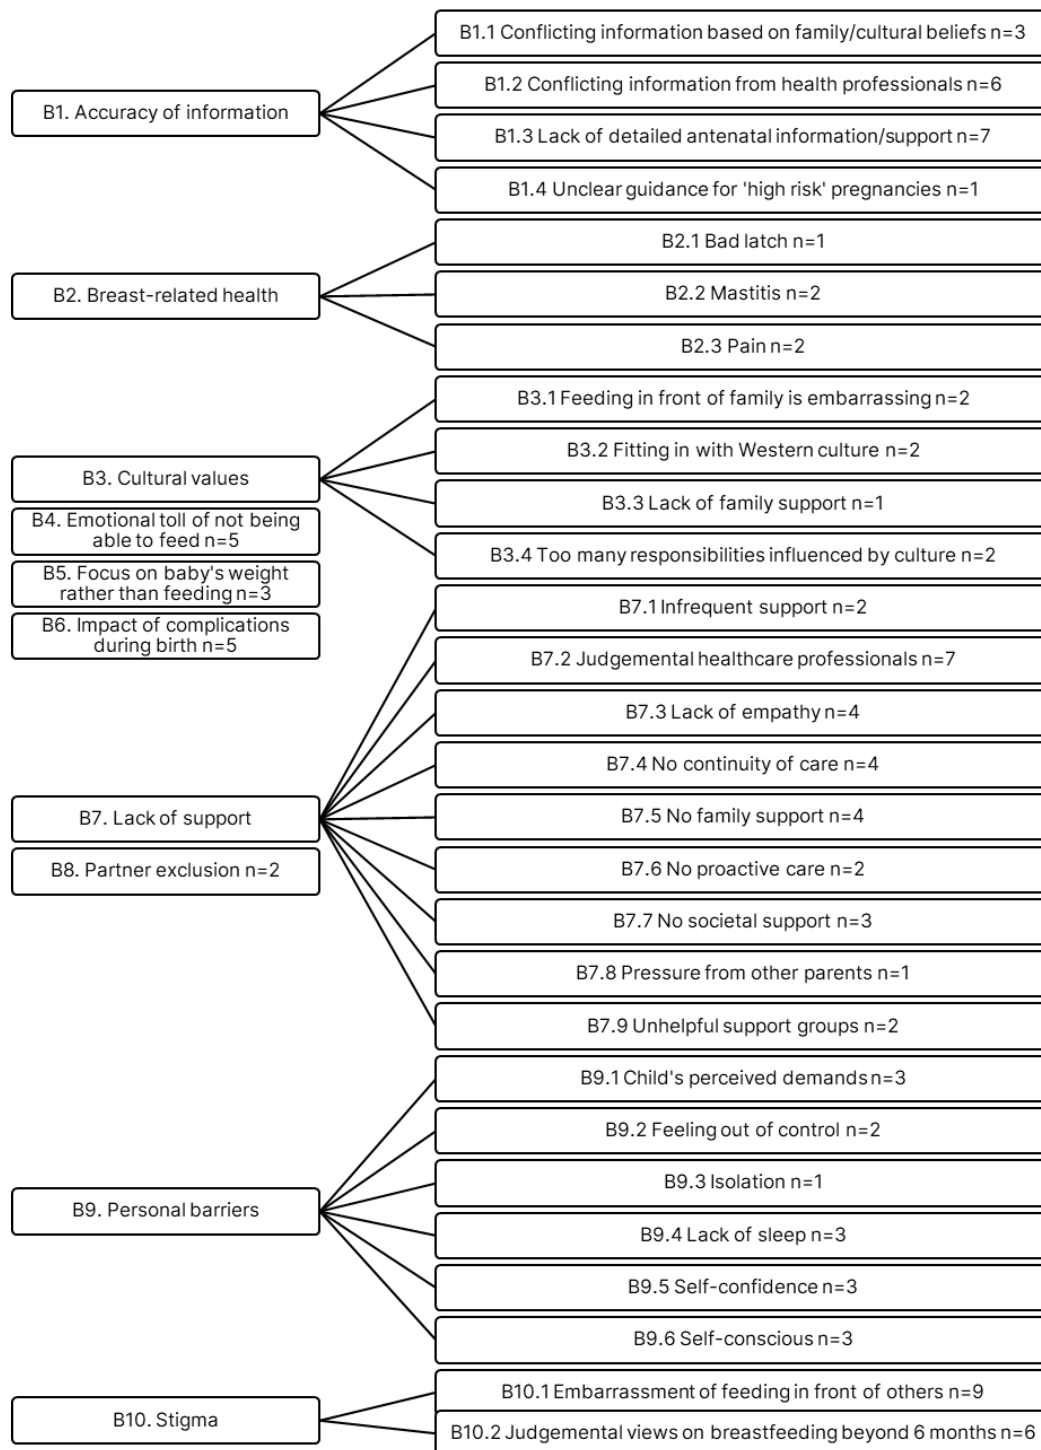 B1. Accuracy of information
B1.1 Conflicting information based on family/cultural beliefs n=3
B1.2 Conflicting information from health professionals n=6
B1.3 Lack of detailed antenatal information/support n=7
B1.4 Unclear guidance for 'high risk' pregnancies n=1
B2. Breast-related health
B2.1 Bad latch n=1
B2.2 Mastitis n=2
B2.3 Pain n=2
B3. Cultural values
B3.1 Feeding in front of family is embarrassing n=2
B3.2 Fitting in with Western culture n=2
B3.3 Lack of family support n=1
B3.4 Too many responsibilities influenced by culture n=2
B4. Emotional toll of not being
able to feed n=5
B5. Focus on baby's weight
rather than feeding n=3
B6. Impact of complications
during birth n=5
B7. Lack of support
B7.1 Infrequent support n=2
B7.2 Judgemental healthcare professionals n=7
B7.3 Lack of empathy n=4
B7.4 No continuity of care n=4
B7.5 No family support n=4
B7.6 No proactive care n=2
B7.7 No societal support n=3
B7.8 Pressure from other parents n=1
B7.9 Unhelpful support groups n=2
B8. Partner exclusion n=2
B9. Personal barriers
B9.1 Child's perceived demands n=3
B9.2 Feeling out of control n=2
B9.3 Isolation n=1
B9.4 Lack of sleep n=3
B9.5 Self-confidence n=3
B9.6 Self-conscious n=3
B10. Stigma
B10.1 Embarrassment of feeding in front of others n=9
B10.2 Judgemental views on breastfeeding beyond 6 months n=6